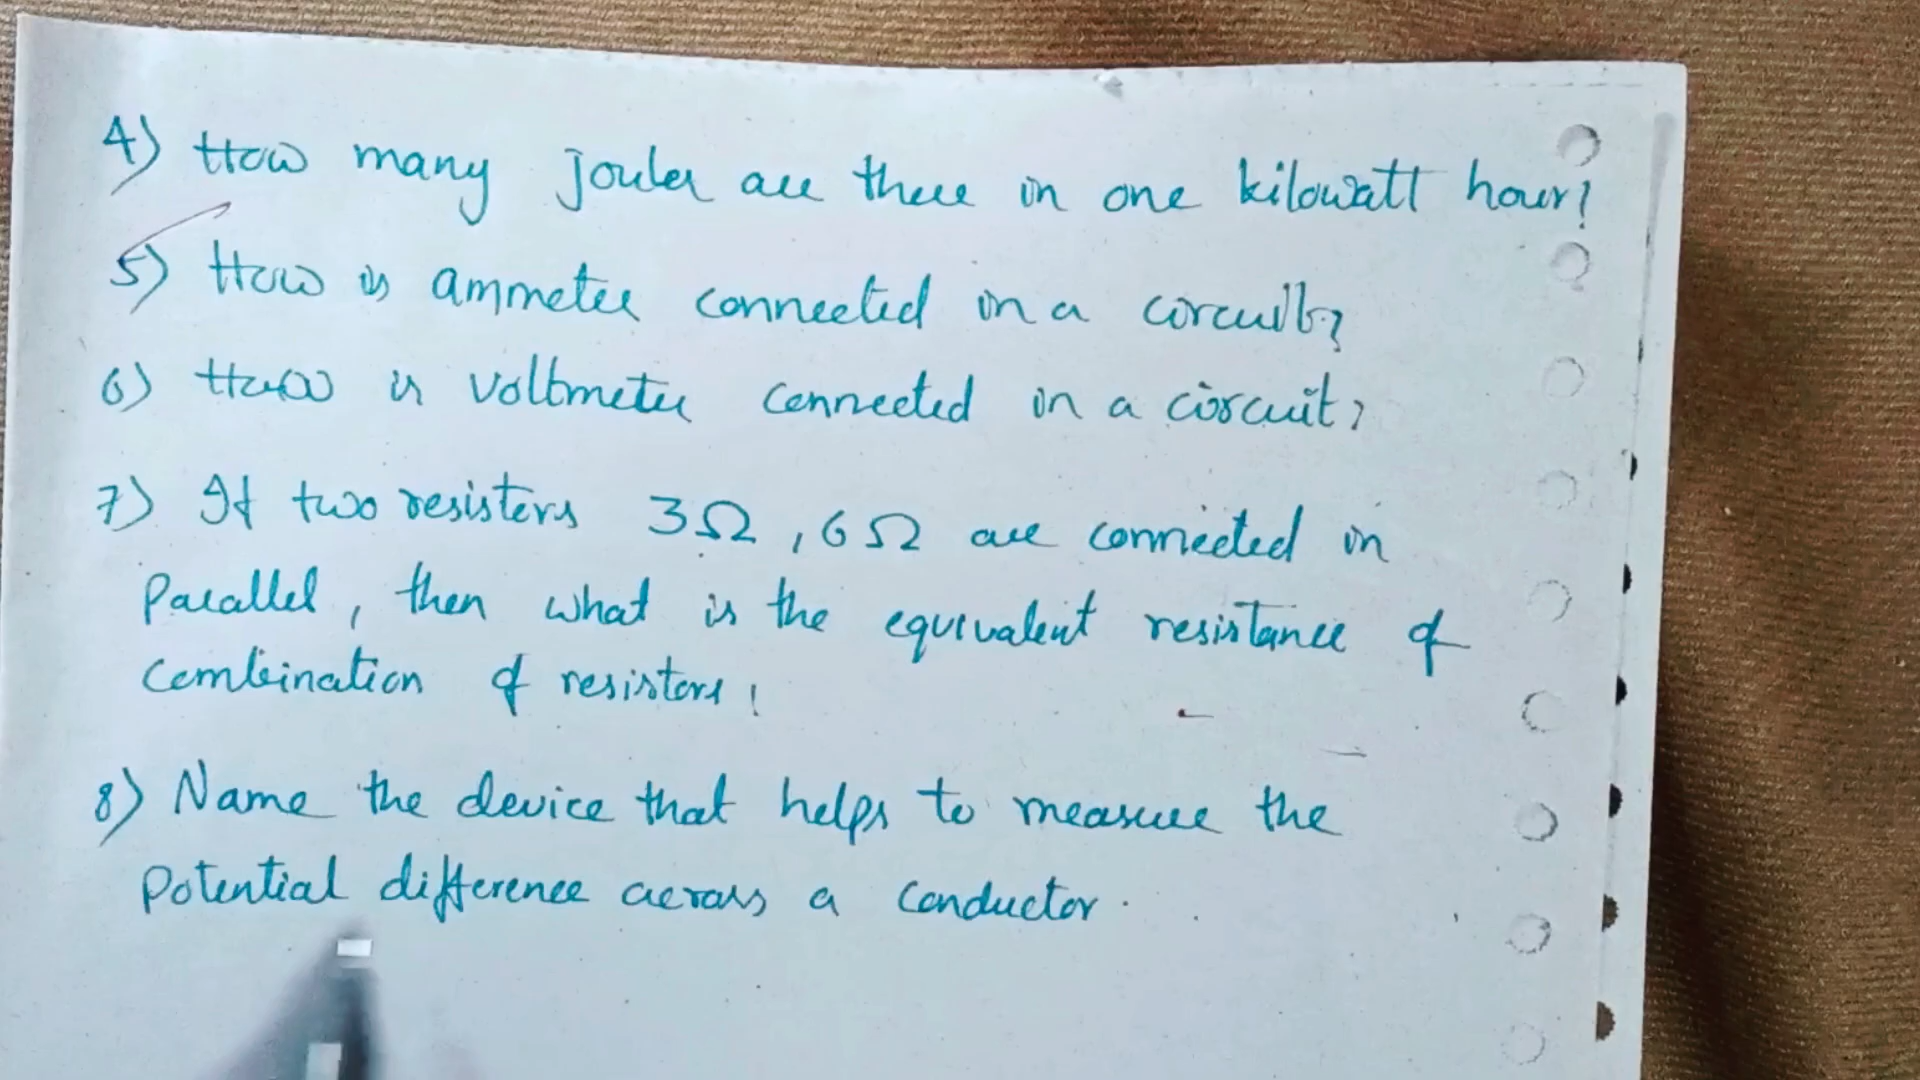 4) How many joules are there in one kilowatt hour?
5) How is ammeter connected in a circuit?
6) How is voltmeter connected in a circuit?
7) If two resistors 3Ω, 6Ω are connected in
parallel, then what is the equivalent resistance of
combination of resistors?
8) Name the device that helps to measure the
potential difference across a conductor.